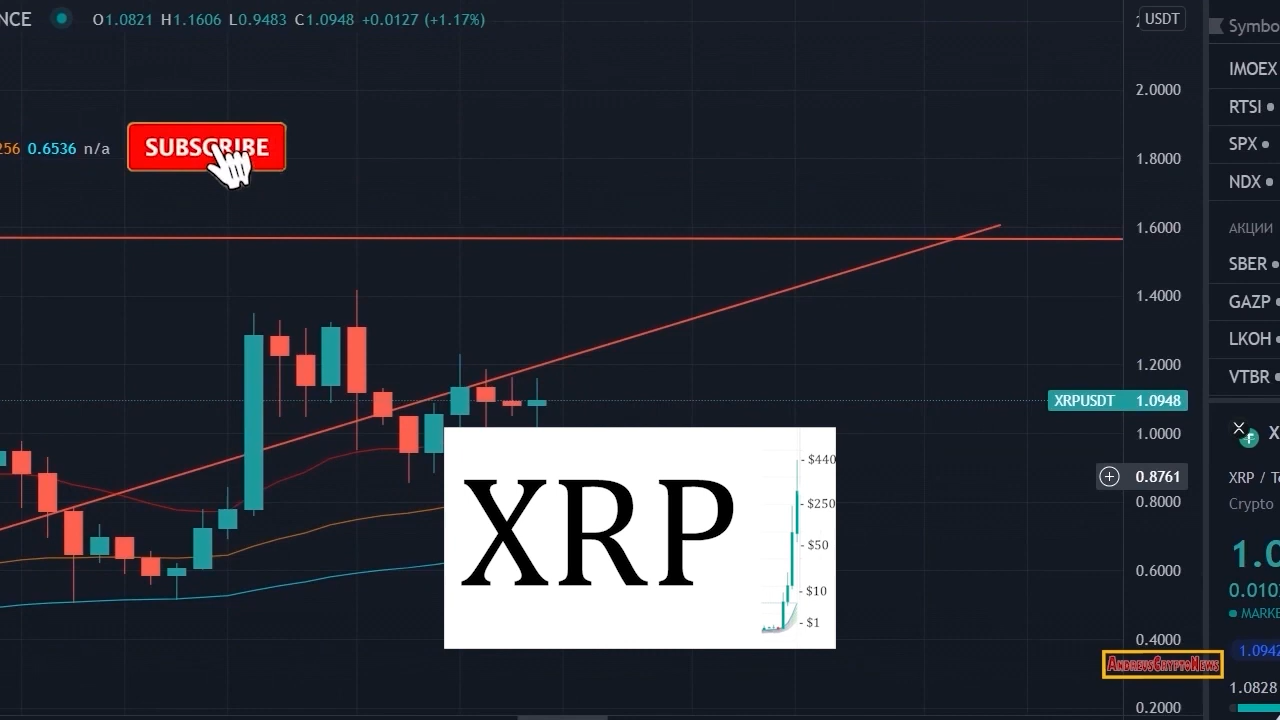 NCE O1.0821 H1.1606 L0.9483 C1.0948 +0.0127 (+1.17%)
USDT
Symbo
2.0000
IMOEX
RTSI
256 0.6536 n/a
SUBSCRIBE
1.8000
SPX
NDX
1.6000
АКЦИИ
SBER
1.4000
GAZP
LKOH
1.2000
VTBR
XRPUSDT 1.0948
1.0000
X
0.8761
XRP / Te
0.8000
Crypto
XRP
$440
$250
$50
$10
$1
1.0
0.6000
0.010
MARKE
0.4000
1.0942
ANDREVSCRYPTONEWS
1.0828
0.2000